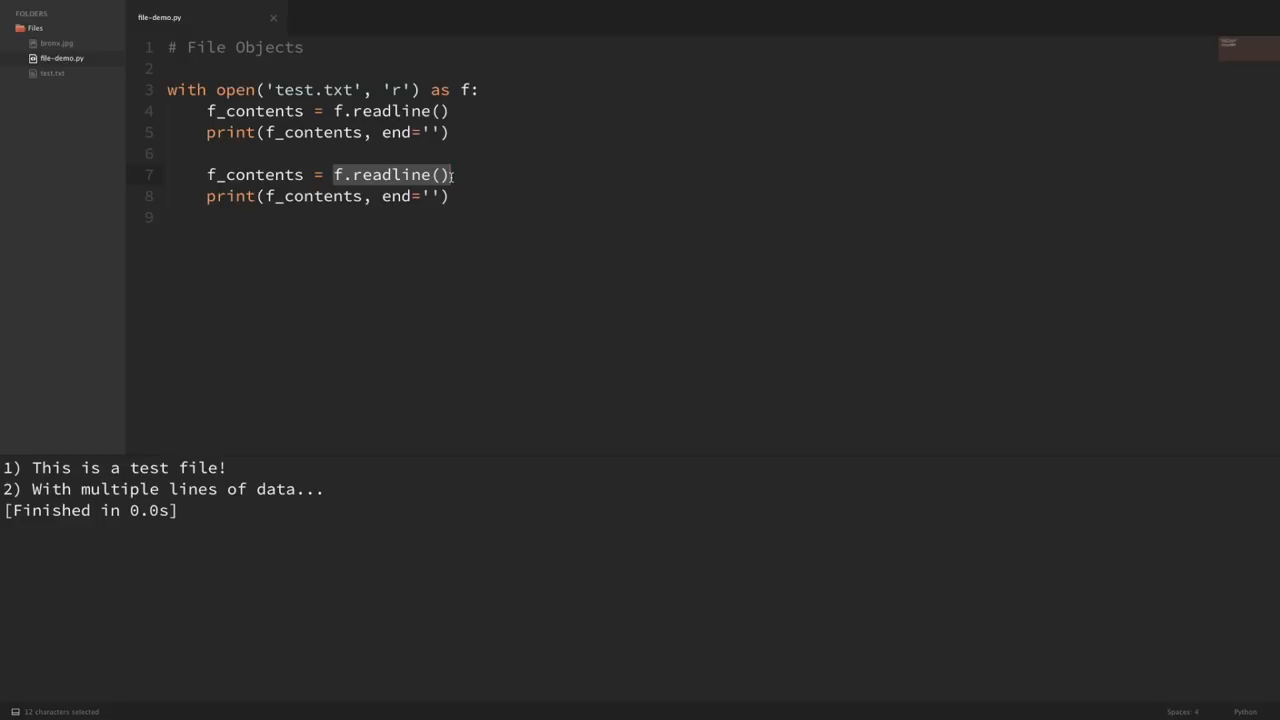 FOLDERS
Files
bronx.jpg
file-demo.py
test.txt
file-demo.py
1 # File Objects
2
3 with open('test.txt', 'r') as f:
4     f_contents = f.readline()
5     print(f_contents, end='')
6
7     f_contents = f.readline()
8     print(f_contents, end='')
9
1) This is a test file!
2) With multiple lines of data...
[Finished in 0.0s]
12 characters selected
Spaces: 4
Python